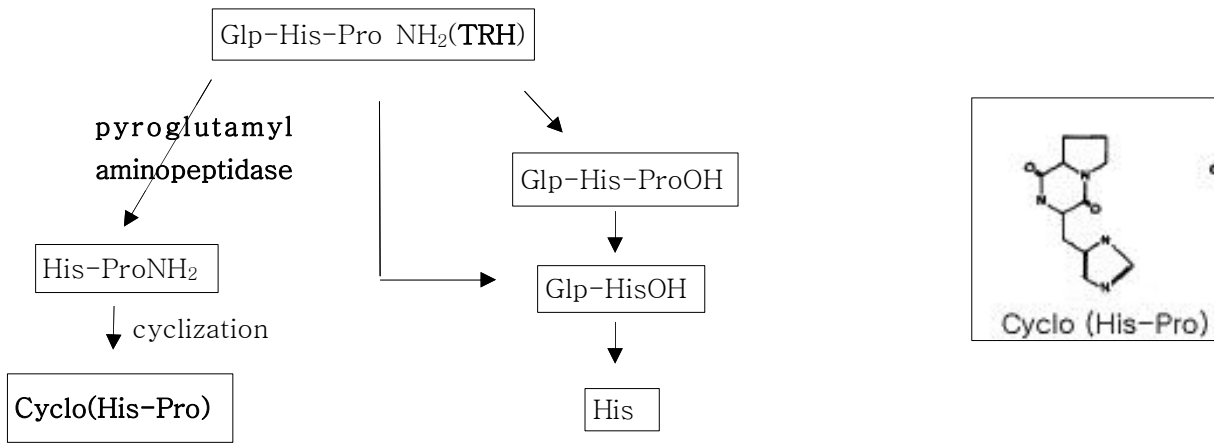 Glp-His-Pro NH₂(TRH)
pyroglutamyl
aminopeptidase
Glp-His-ProOH
His-ProNH₂
Glp-HisOH
cyclization
Cyclo(His-Pro)
His
O
N
N
O
N
N
Cyclo (His-Pro)